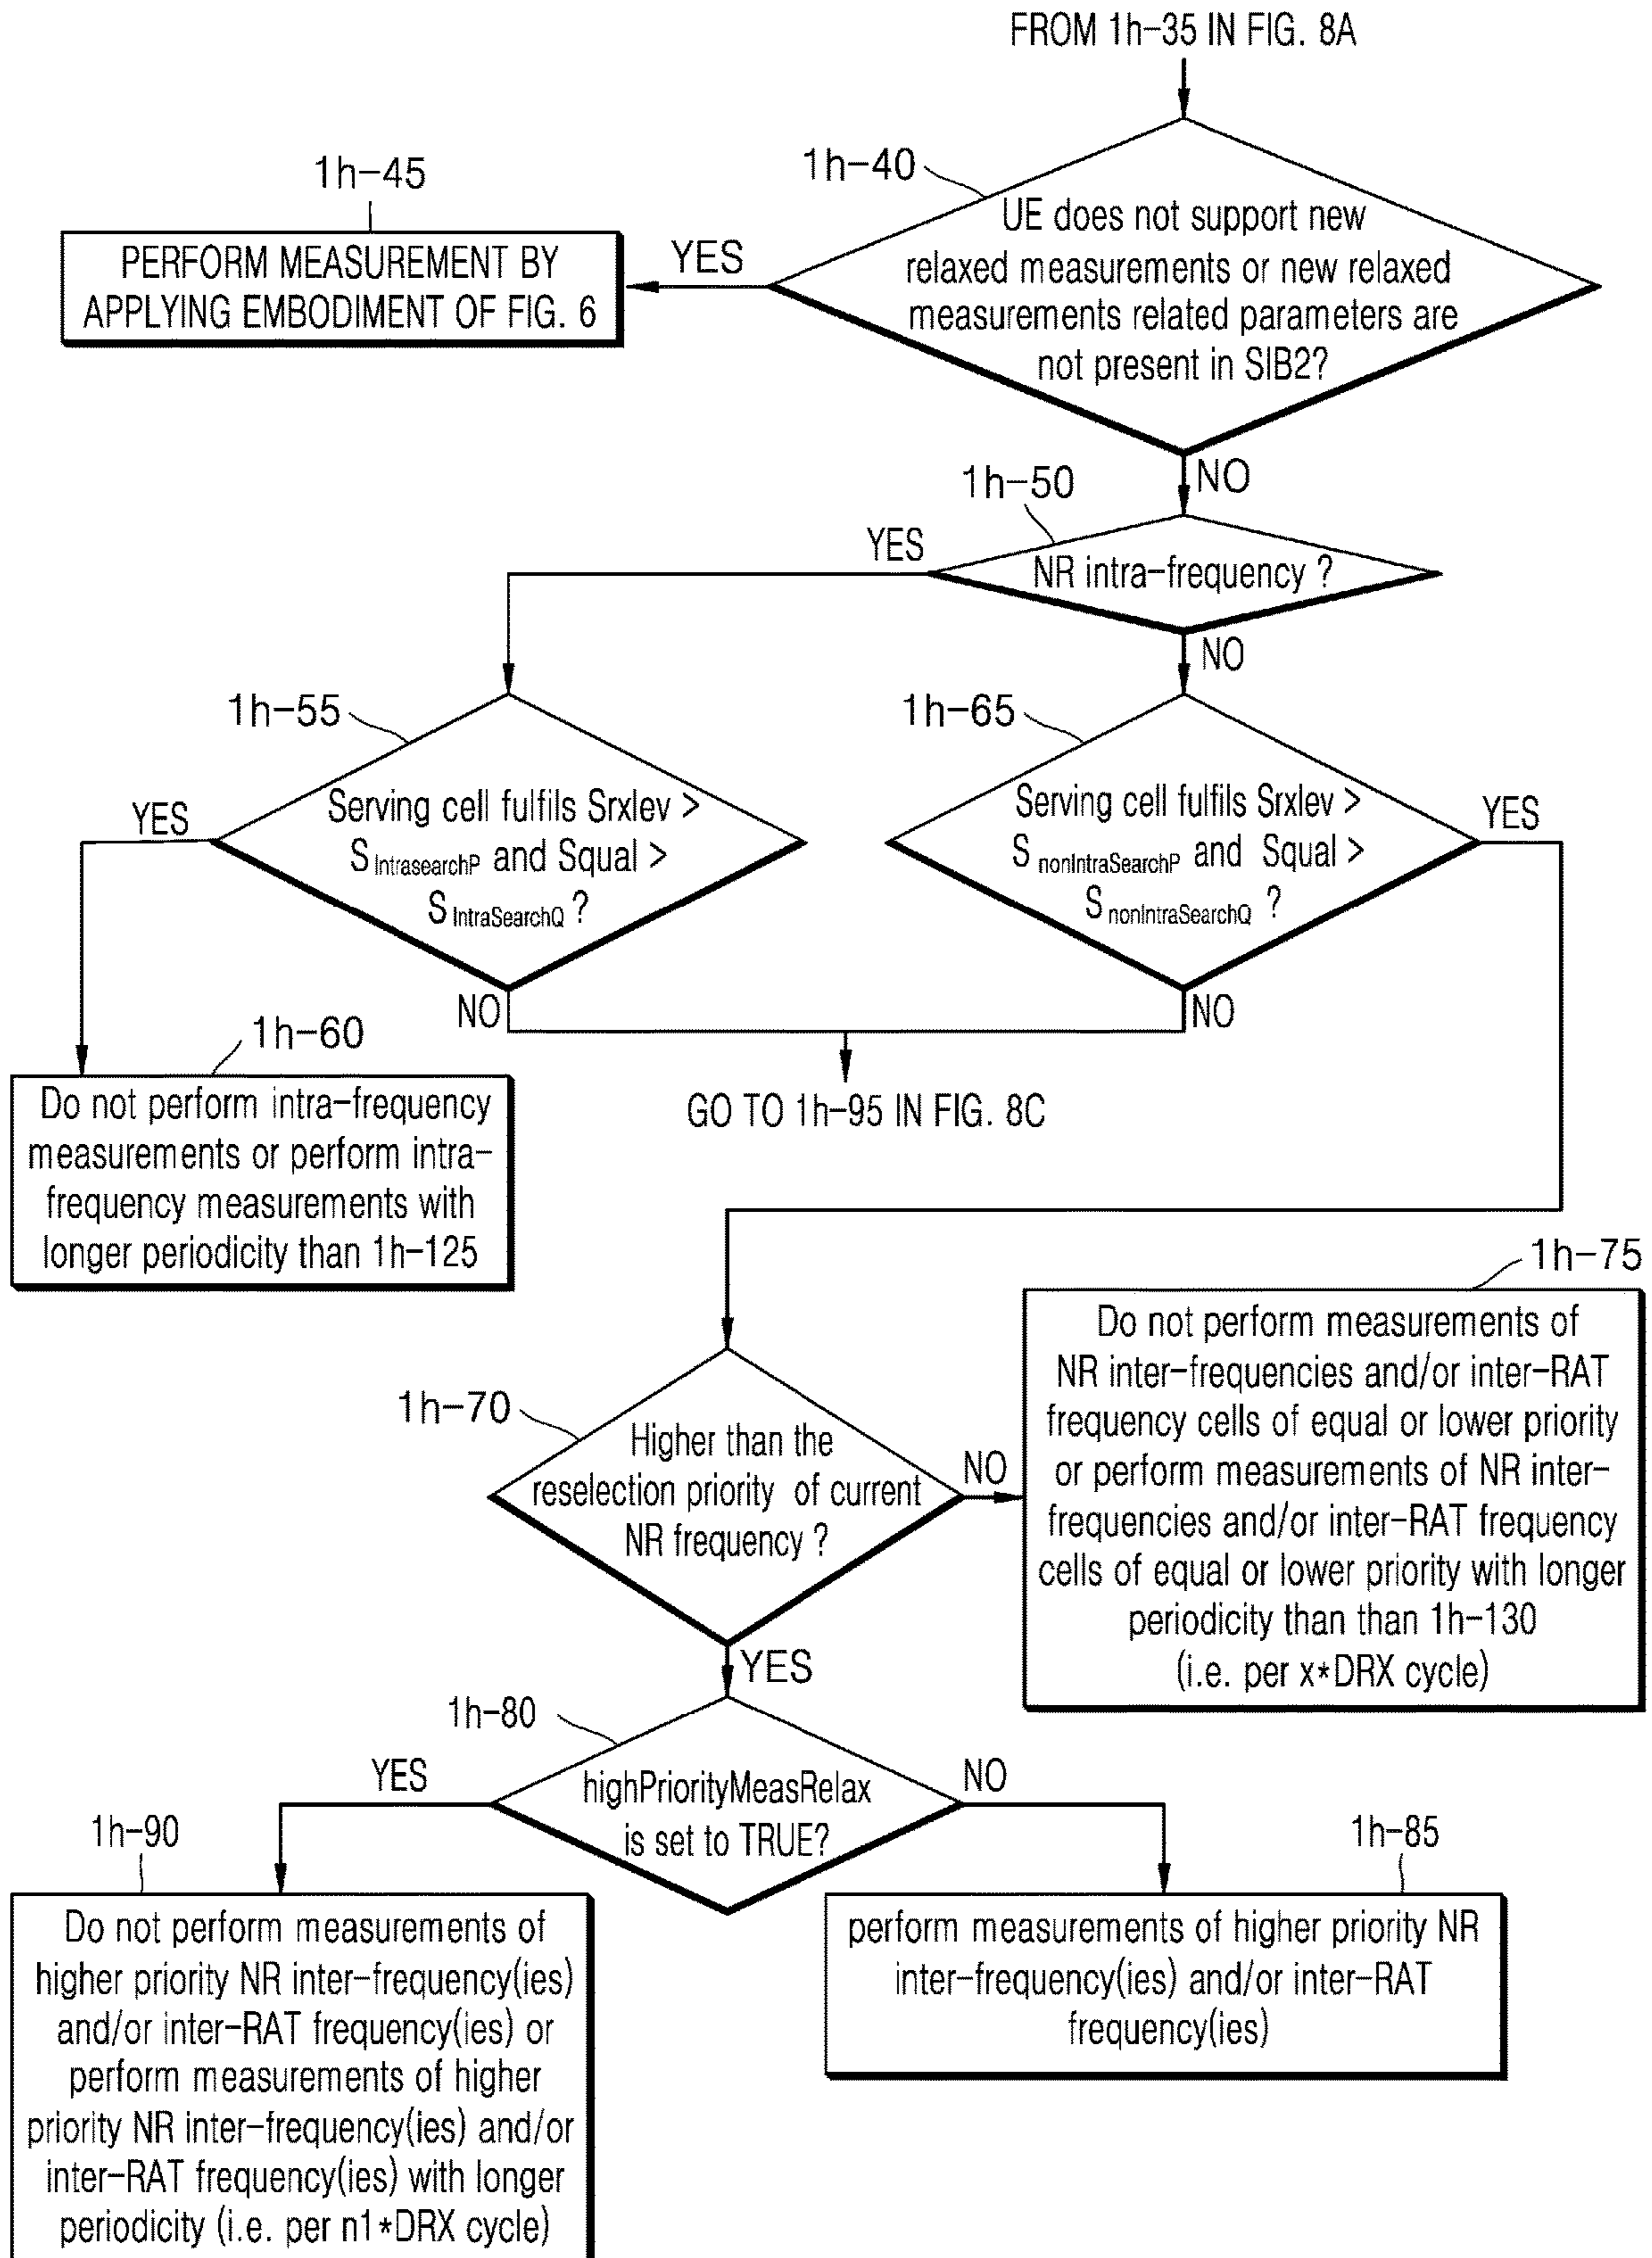 FROM 1h-35 IN FIG. 8A
1h-40
UE does not support new
relaxed measurements or new relaxed
measurements related parameters are
not present in SIB2?
YES
1h-45
PERFORM MEASUREMENT BY
APPLYING EMBODIMENT OF FIG. 6
NO
1h-50
NR intra-frequency ?
YES
NO
1h-55
Serving cell fulfils Srxlev >
S IntrasearchP and Squal >
S IntraSearchQ ?
YES
NO
1h-65
Serving cell fulfils Srxlev >
S nonIntraSearchP and Squal >
S nonIntraSearchQ ?
YES
NO
1h-60
Do not perform intra-frequency
measurements or perform intra-
frequency measurements with
longer periodicity than 1h-125
GO TO 1h-95 IN FIG. 8C
1h-70
Higher than the
reselection priority of current
NR frequency ?
NO
1h-75
Do not perform measurements of
NR inter-frequencies and/or inter-RAT
frequency cells of equal or lower priority
or perform measurements of NR inter-
frequencies and/or inter-RAT frequency
cells of equal or lower priority with longer
periodicity than than 1h-130
(i.e. per x*DRX cycle)
YES
1h-80
highPriorityMeasRelax
is set to TRUE?
YES
NO
1h-90
Do not perform measurements of
higher priority NR inter-frequency(ies)
and/or inter-RAT frequency(ies) or
perform measurements of higher
priority NR inter-frequency(ies) and/or
inter-RAT frequency(ies) with longer
periodicity (i.e. per n1*DRX cycle)
1h-85
perform measurements of higher priority NR
inter-frequency(ies) and/or inter-RAT
frequency(ies)